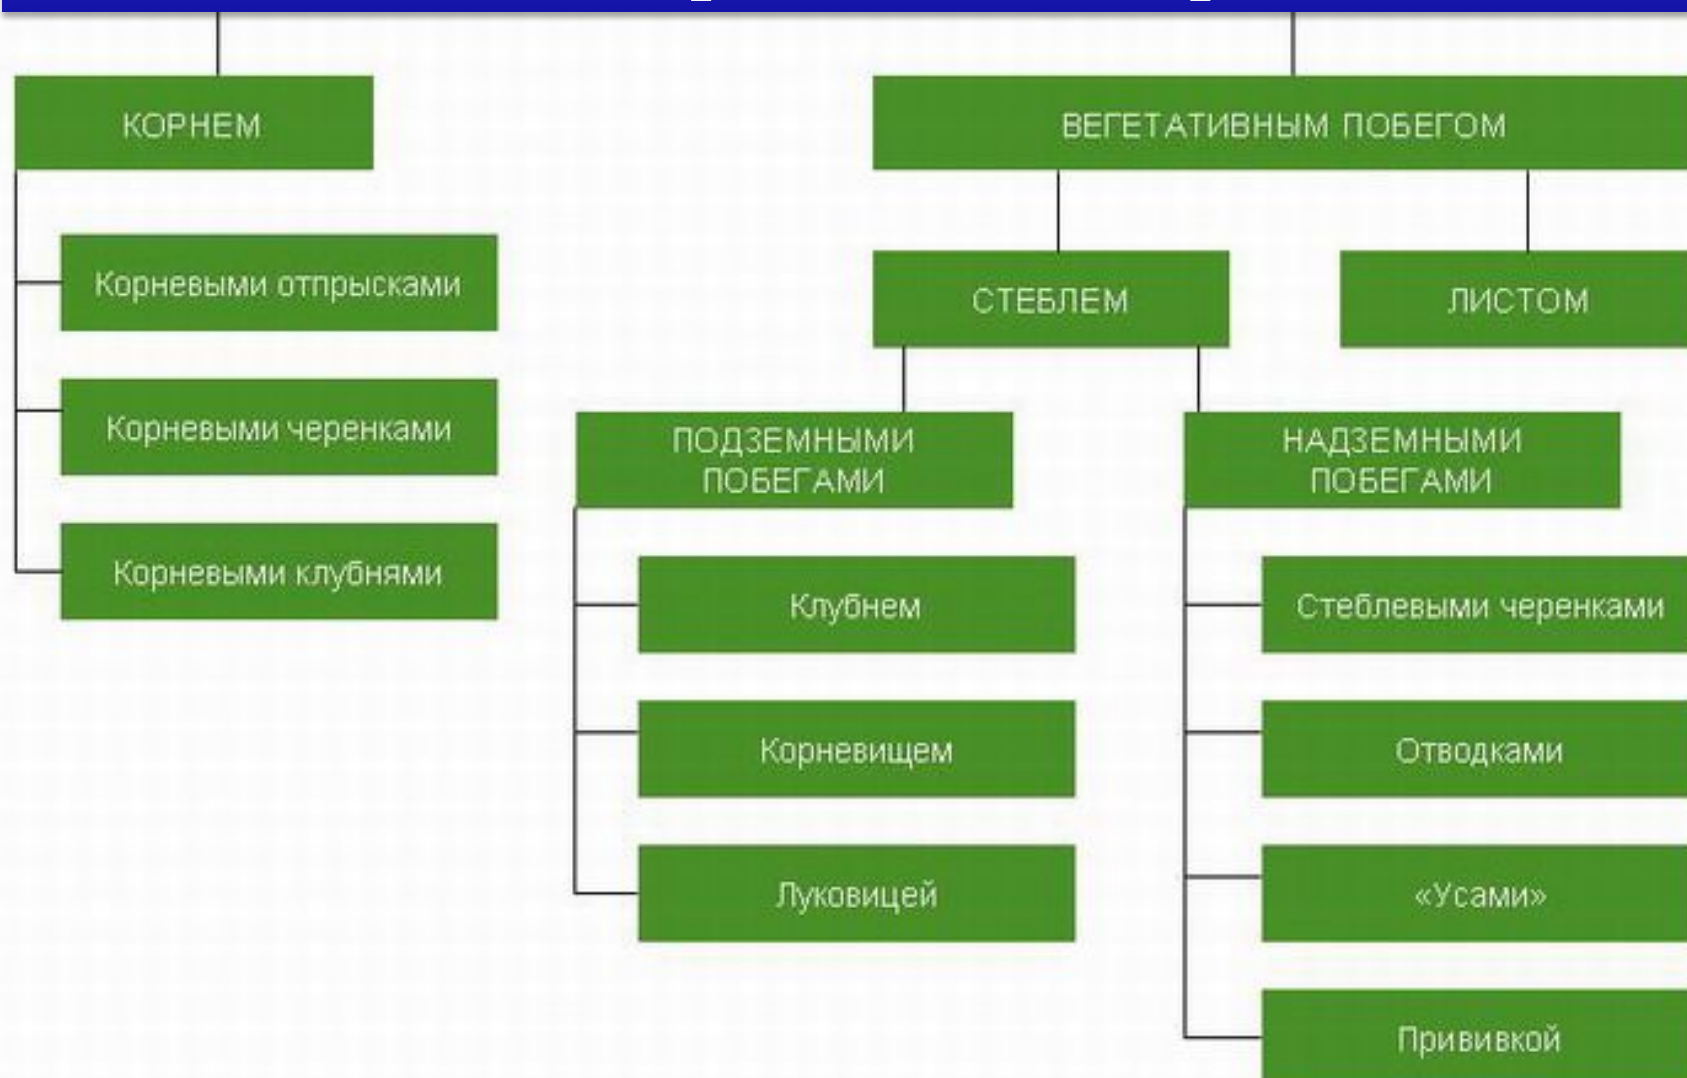 КОРНЕМ
Корневыми отпрысками
Корневыми черенками
Корневыми клубнями
ВЕГЕТАТИВНЫМ ПОБЕГОМ
СТЕБЛЕМ
ЛИСТОМ
ПОДЗЕМНЫМИ
ПОБЕГАМИ
Клубнем
Корневищем
Луковицей
НАДЗЕМНЫМИ
ПОБЕГАМИ
Стеблевыми черенками
Отводками
«Усами»
Прививкой